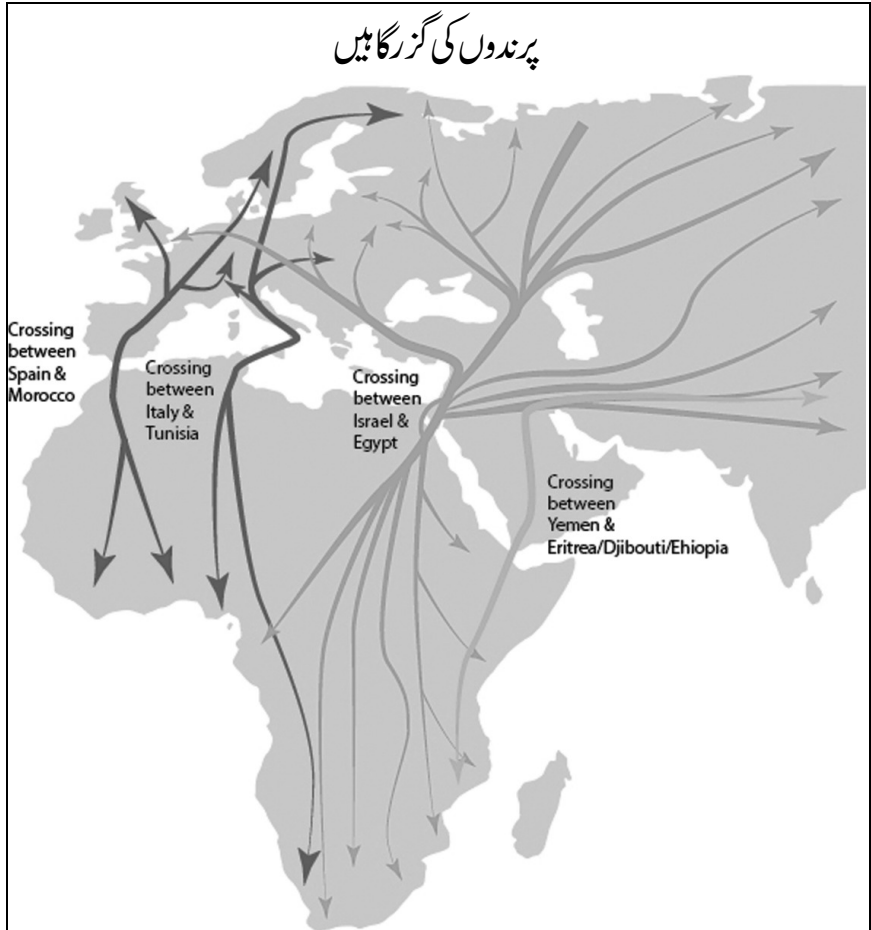 پرندوں کی گزرگاہیں
Crossing
between
Spain &
Morocco
Crossing
between
Italy &
Tunisia
Crossing
between
Israel &
Egypt
Crossing
between
Yemen &
Eritrea/Djibouti/Ehiopia